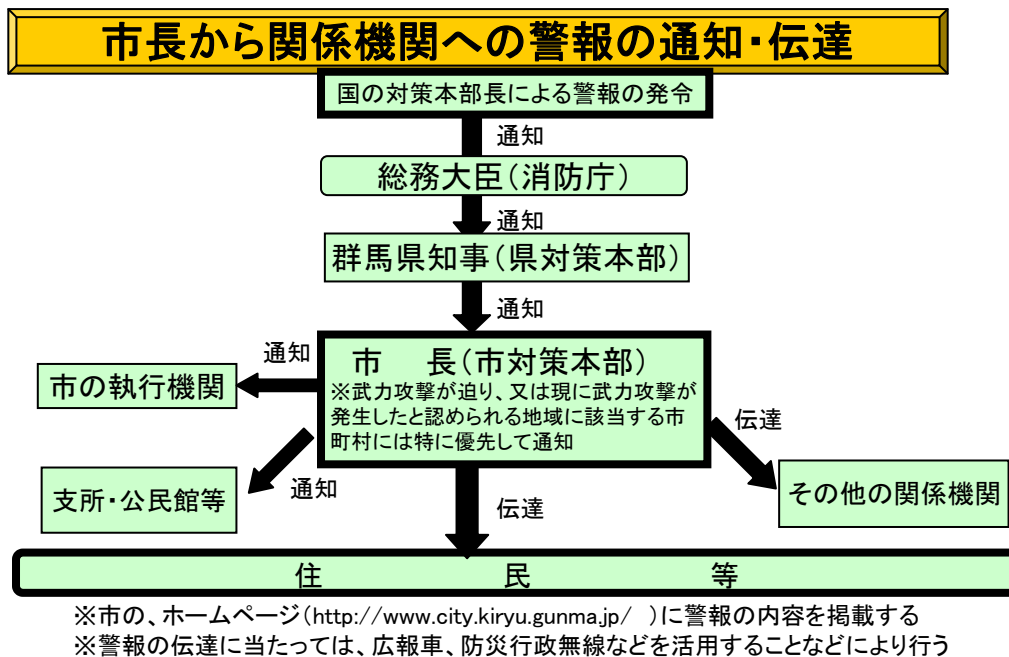 市長から関係機関への警報の通知・伝達
国の対策本部長による警報の発令
通知
総務大臣(消防庁)
通知
群馬県知事(県対策本部)
通知
市　長(市対策本部)
※武力攻撃が迫り、又は現に武力攻撃が
発生したと認められる地域に該当する市
町村には特に優先して通知
通知
市の執行機関
伝達
通知
支所・公民館等
その他の関係機関
伝達
住　民　等
※市の、ホームページ(http://www.city.kiryu.gunma.jp/ )に警報の内容を掲載する
※警報の伝達に当たっては、広報車、防災行政無線などを活用することなどにより行う